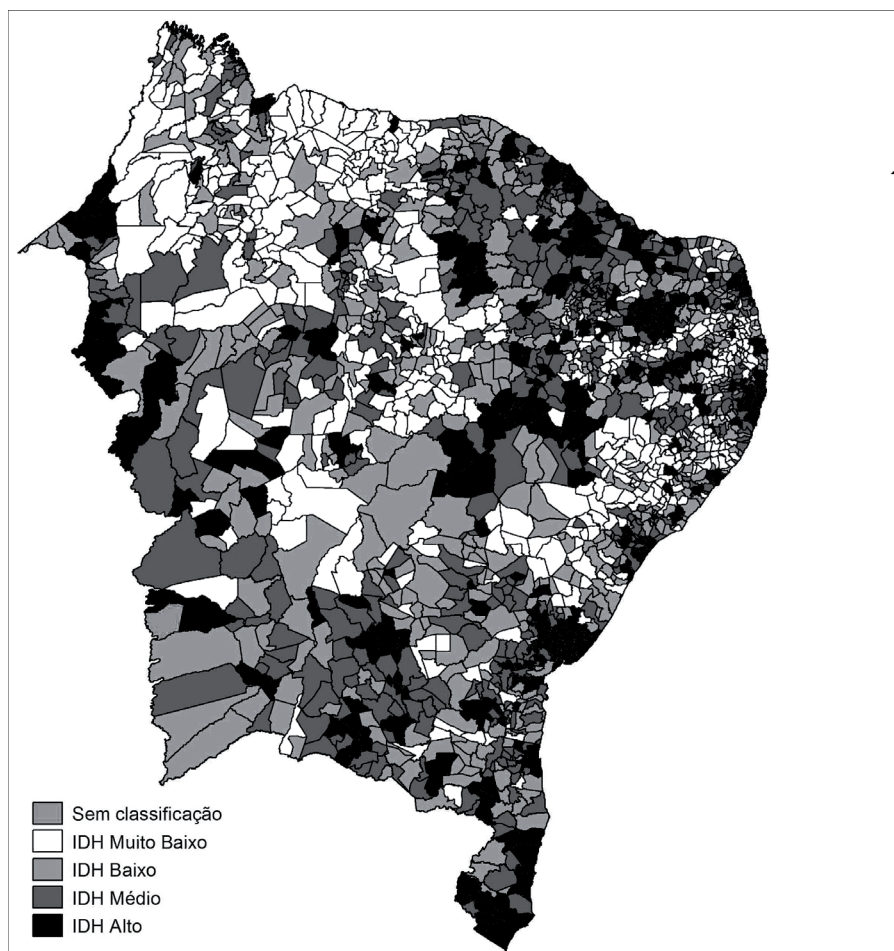 Sem classificação
IDH Muito Baixo
IDH Baixo
IDH Médio
IDH Alto